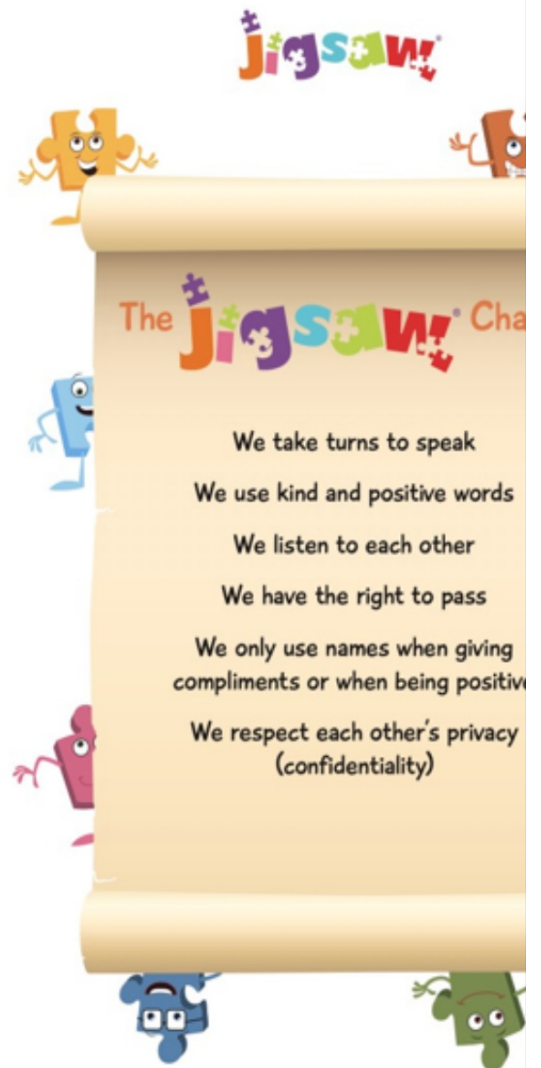 jigsaw®
The jigsaw® Cha
We take turns to speak
We use kind and positive words
We listen to each other
We have the right to pass
We only use names when giving
compliments or when being positive
We respect each other's privacy
(confidentiality)